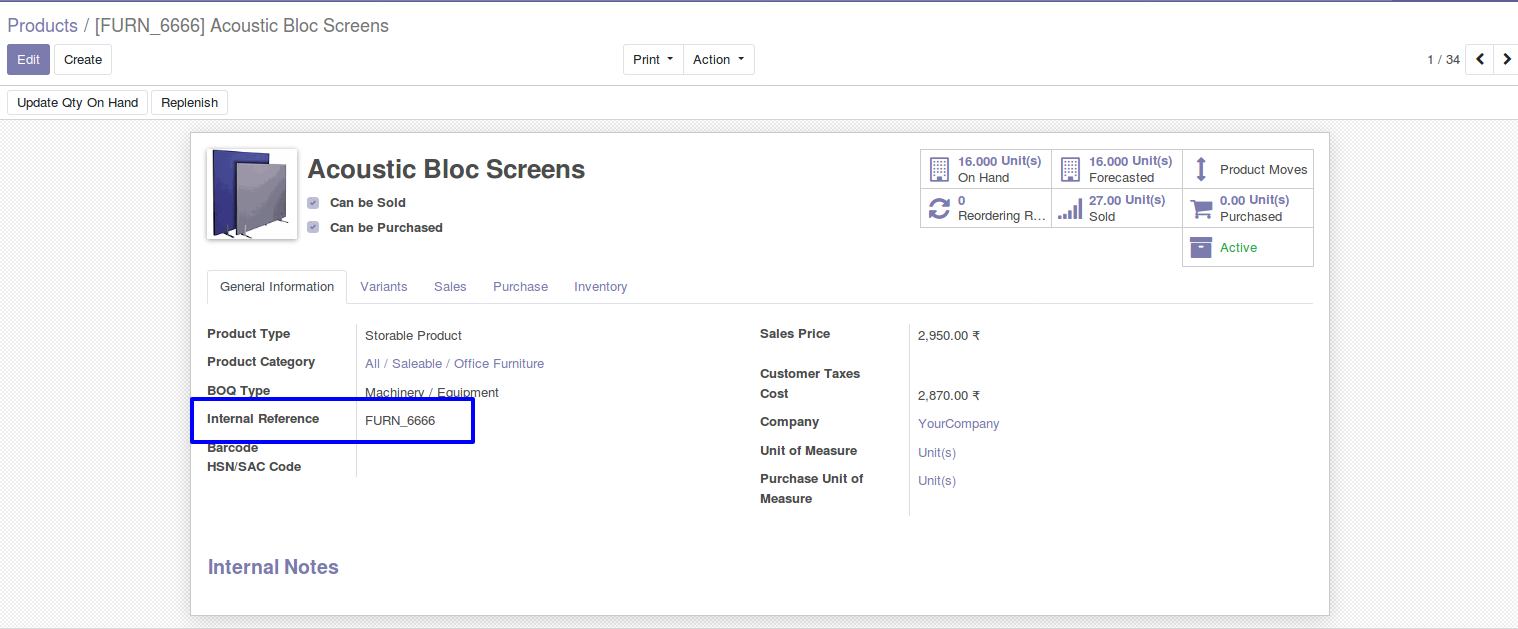 Products / [FURN_6666] Acoustic Bloc Screens
Edit Create Print Action 1 / 34
Update Qty On Hand Replenish
Acoustic Bloc Screens
Can be Sold
Can be Purchased
16.000 Unit(s)
On Hand
16.000 Unit(s)
Forecasted
Product Moves
0
Reordering R...
27.00 Unit(s)
Sold
0.00 Unit(s)
Purchased
Active
General Information Variants Sales Purchase Inventory
Product Type Storable Product
Product Category All / Saleable / Office Furniture
BOQ Type Machinery / Equipment
Internal Reference FURN_6666
Barcode
HSN/SAC Code
Sales Price 2,950.00 ₹
Customer Taxes
Cost 2,870.00 ₹
Company YourCompany
Unit of Measure Unit(s)
Purchase Unit of Unit(s)
Measure
Internal Notes